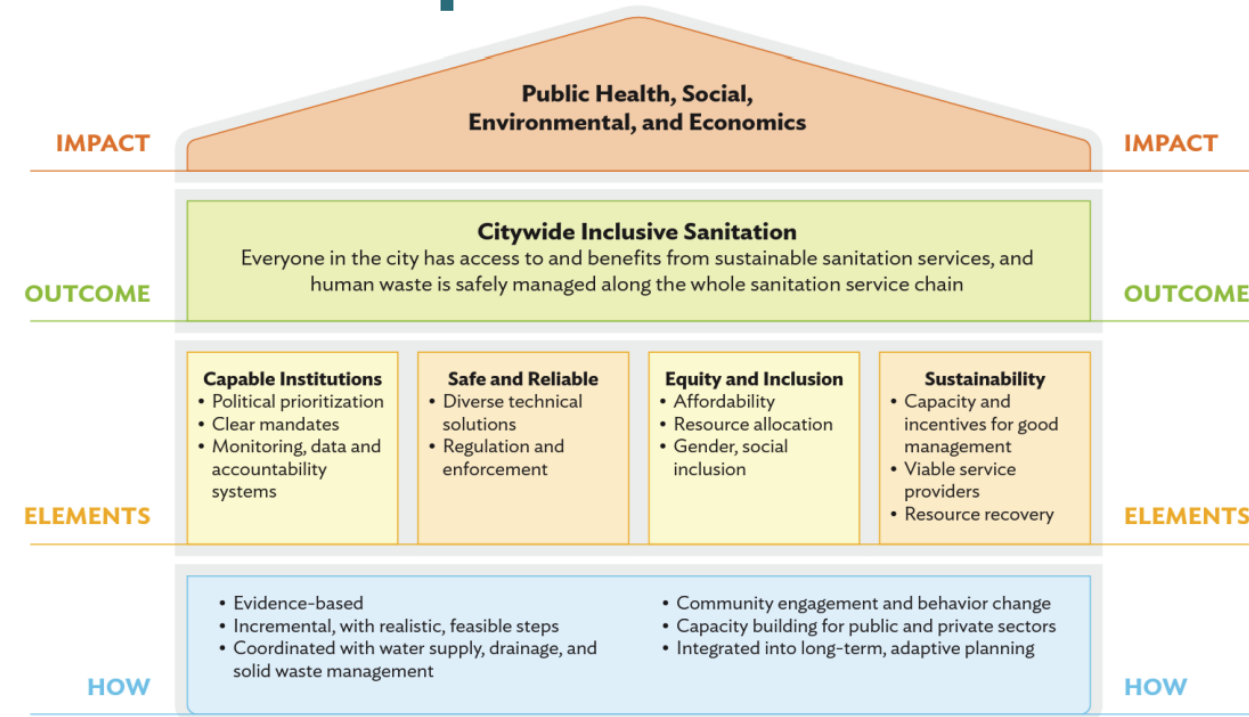 Public Health, Social,
Environmental, and Economics
IMPACT
IMPACT
Citywide Inclusive Sanitation
Everyone in the city has access to and benefits from sustainable sanitation services, and
human waste is safely managed along the whole sanitation service chain
OUTCOME
OUTCOME
Capable Institutions
• Political prioritization
• Clear mandates
• Monitoring, data and
accountability
systems
Safe and Reliable
• Diverse technical
solutions
• Regulation and
enforcement
Equity and Inclusion
• Affordability
• Resource allocation
• Gender, social
inclusion
Sustainability
• Capacity and
incentives for good
management
• Viable service
providers
• Resource recovery
ELEMENTS
ELEMENTS
• Evidence-based
• Incremental, with realistic, feasible steps
• Coordinated with water supply, drainage, and
solid waste management
• Community engagement and behavior change
• Capacity building for public and private sectors
• Integrated into long-term, adaptive planning
HOW
HOW